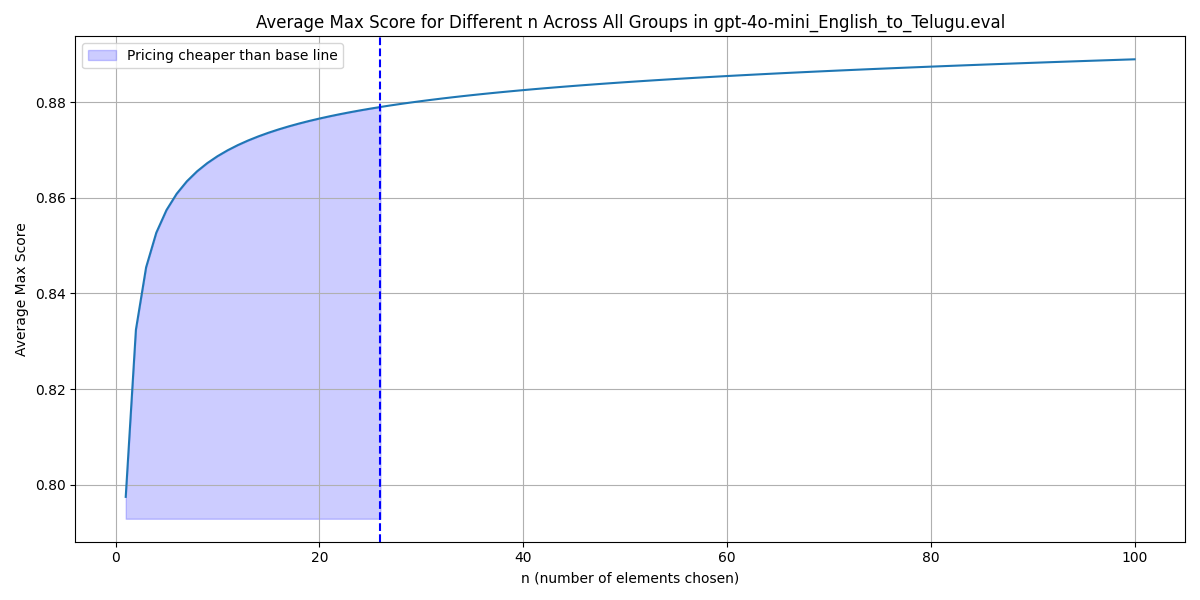 Average Max Score for Different n Across All Groups in gpt-4o-mini_English_to_Telugu.eval
Pricing cheaper than base line
Average Max Score
0.88
0.86
0.84
0.82
0.80
0 20 40 60 80 100
n (number of elements chosen)